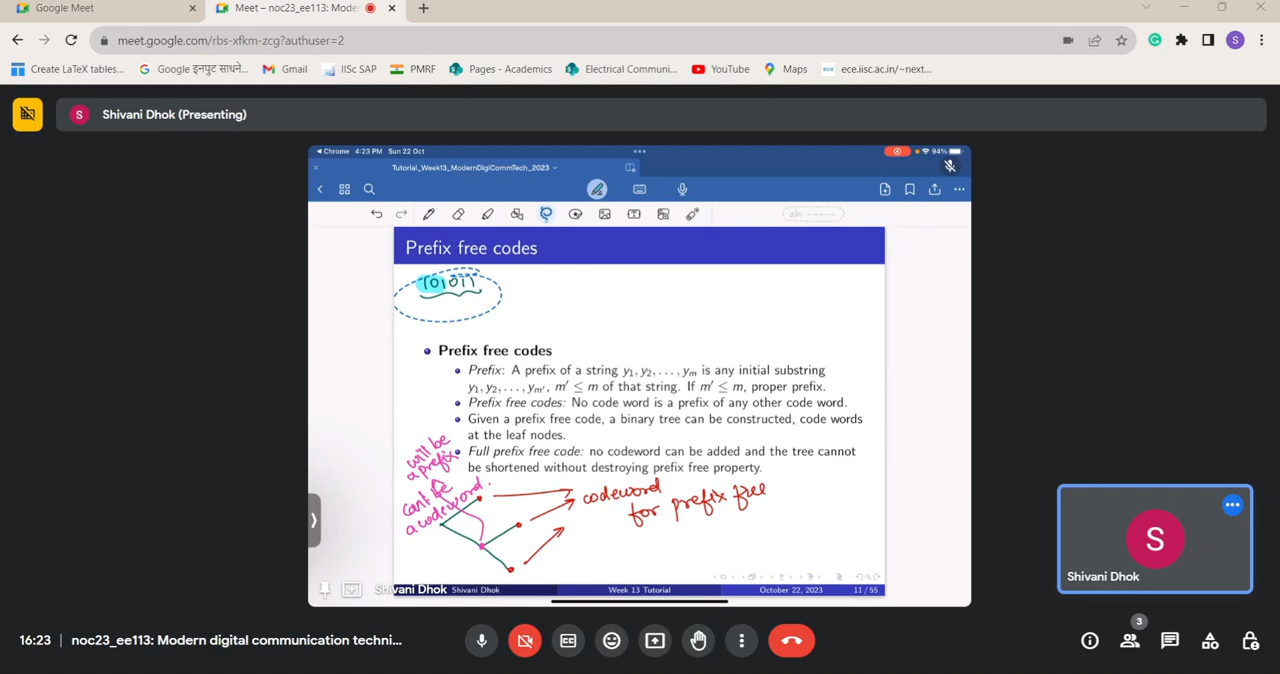 Google Meet
Meet – noc23_ee113: Moder
meet.google.com/rbs-xfkm-zcg?authuser=2
S
Create LaTeX tables...
Google इनपुट साधने...
Gmail
IISc SAP
PMRF
Pages - Academics
Electrical Communi...
YouTube
Maps
ece.iisc.ac.in/~next...
S
Shivani Dhok (Presenting)
Chrome 4:23 PM Sun 22 Oct
94%
Tutorial_Week13_ModernDigiCommTech_2023
Prefix free codes
101011
Prefix free codes
Prefix: A prefix of a string y1, y2, . . . , ym is any initial substring
y1, y2, . . . , ym′, m′ ≤ m of that string. If m′ ≤ m, proper prefix.
Prefix free codes: No code word is a prefix of any other code word.
Given a prefix free code, a binary tree can be constructed, code words
at the leaf nodes.
Full prefix free code: no codeword can be added and the tree cannot
be shortened without destroying prefix free property.
will be
a prefix
can't be
a codeword.
codeword
for prefix free
Shivani Dhok
Shivani Dhok
Week 13 Tutorial
October 22, 2023
11 / 55
S
Shivani Dhok
16:23
noc23_ee113: Modern digital communication techni...
3